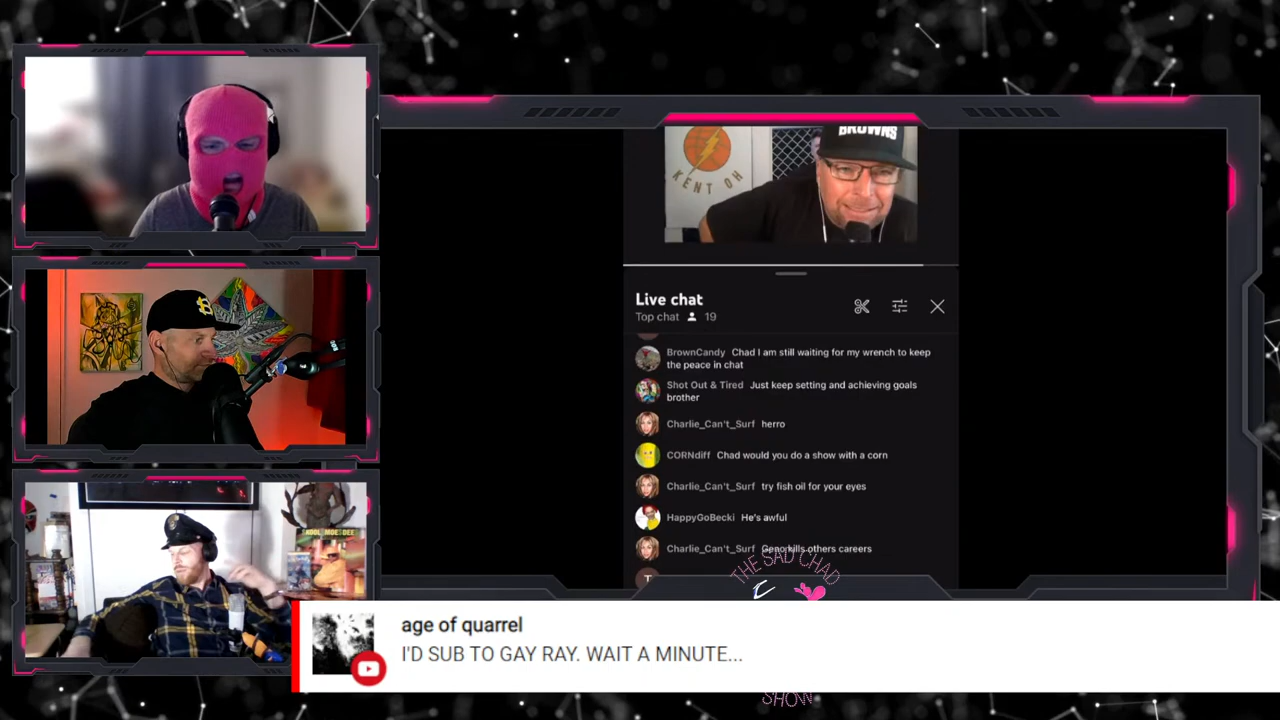 BROWNS
KENT OH
Live chat
Top chat 19
BrownCandy Chad I am still waiting for my wrench to keep
the peace in chat
Shot Out & Tired Just keep setting and achieving goals
brother
Charlie_Can't_Surf herro
CORNdiff Chad would you do a show with a corn
Charlie_Can't_Surf try fish oil for your eyes
HappyGoBecki He's awful
Charlie_Can't_Surf Geno kills others careers
T
KOOL MOE DEE
THE SAD CHAD
SHOW
age of quarrel
I'D SUB TO GAY RAY. WAIT A MINUTE...